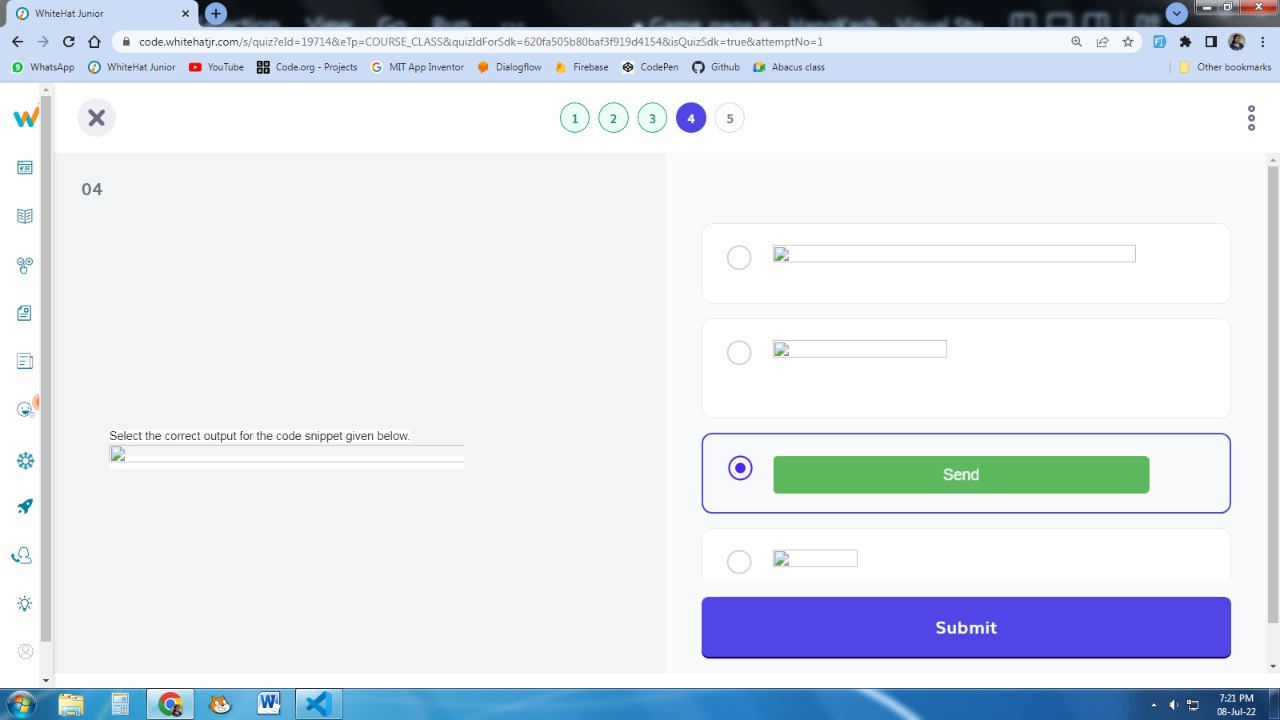 WhiteHat Junior
code.whitehatjr.com/s/quiz?eId=19714&eTp=COURSE_CLASS&quizIdForSdk=620fa505b80baf3f919d4154&isQuizSdk=true&attemptNo=1
WhatsApp WhiteHat Junior YouTube Code.org - Projects MIT App Inventor Dialogflow Firebase CodePen Github Abacus class Other bookmarks
1 2 3 4 5
04
Select the correct output for the code snippet given below.
Send
Submit
7:21 PM
08-Jul-22